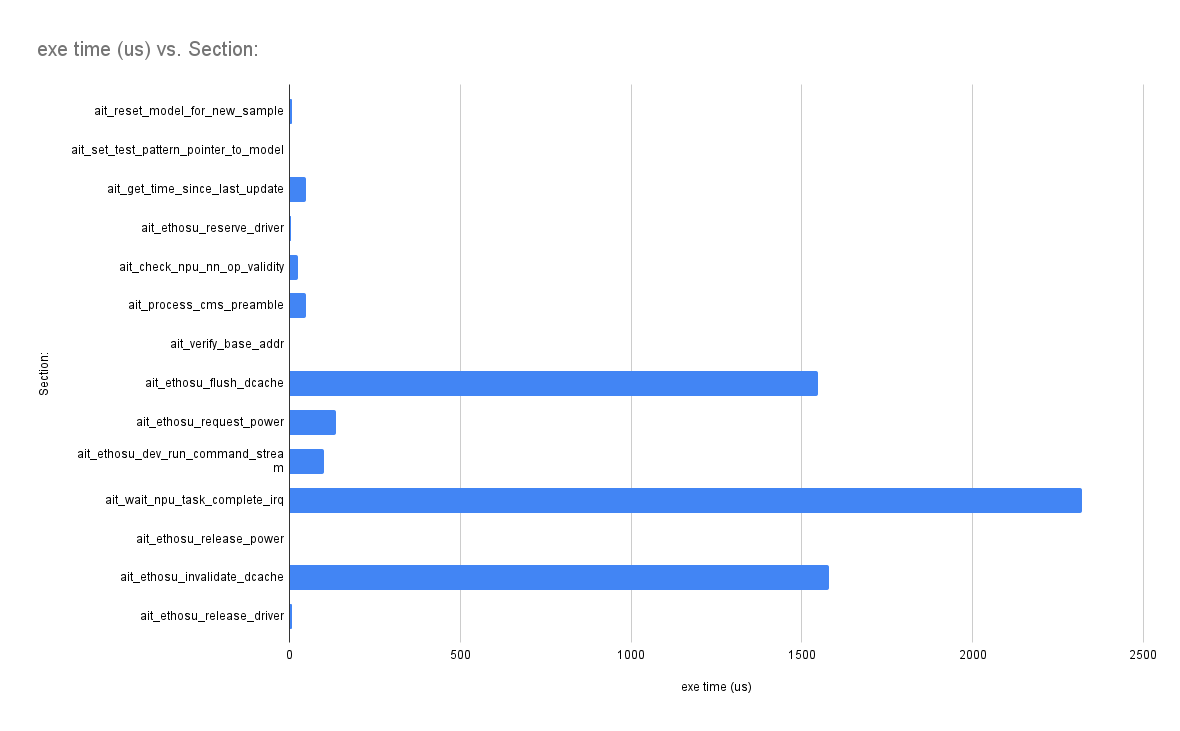 exe time (us) vs. Section:
ait_reset_model_for_new_sample
ait_set_test_pattern_pointer_to_model
ait_get_time_since_last_update
ait_ethosu_reserve_driver
ait_check_npu_nn_op_validity
ait_process_cms_preamble
ait_verify_base_addr
Section:
ait_ethosu_flush_dcache
ait_ethosu_request_power
ait_ethosu_dev_run_command_strea
m
ait_wait_npu_task_complete_irq
ait_ethosu_release_power
ait_ethosu_invalidate_dcache
ait_ethosu_release_driver
0 500 1000 1500 2000 2500
exe time (us)